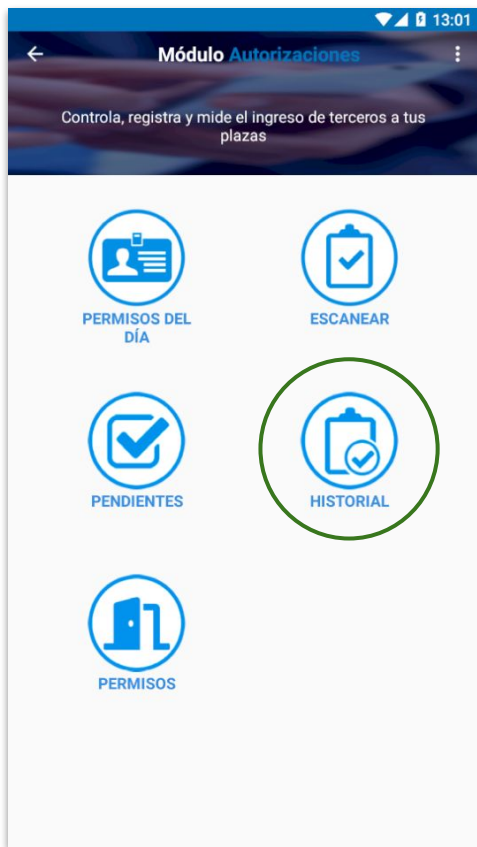 13:01
Módulo Autorizaciones
Controla, registra y mide el ingreso de terceros a tus
plazas
PERMISOS DEL
DÍA
ESCANEAR
PENDIENTES
HISTORIAL
PERMISOS